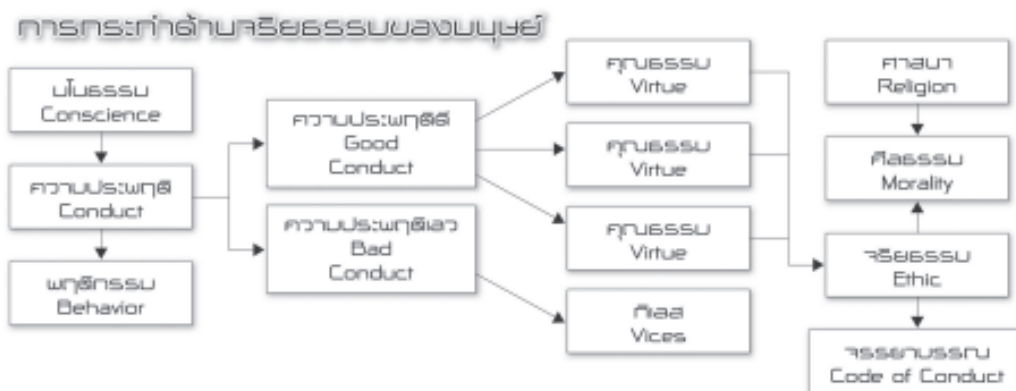 การกระทำด้านจริยธรรมของมนุษย์
มโนธรรม
Conscience
ความประพฤติ
Conduct
พฤติกรรม
Behavior
ความประพฤติดี
Good
Conduct
ความประพฤติเลว
Bad
Conduct
คุณธรรม
Virtue
คุณธรรม
Virtue
คุณธรรม
Virtue
กิเลส
Vices
ศาสนา
Religion
ศีลธรรม
Morality
จริยธรรม
Ethic
จรรยาบรรณ
Code of Conduct